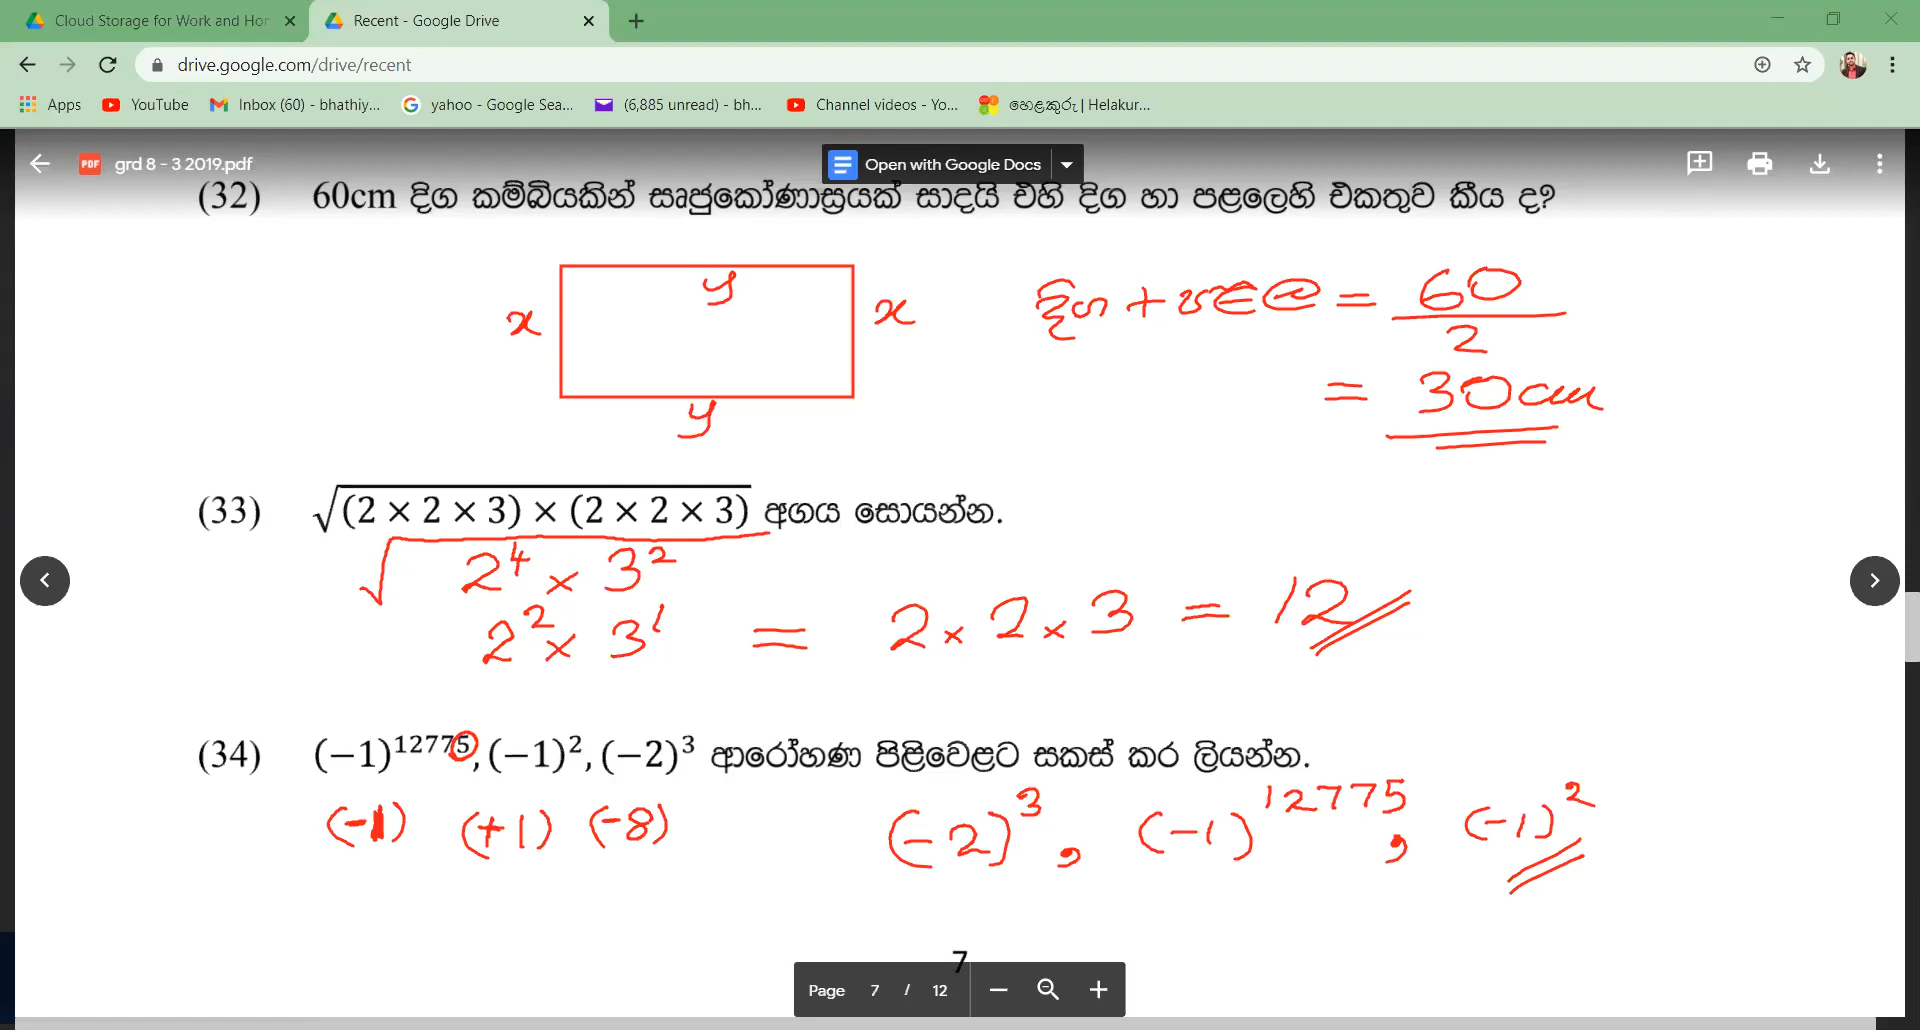 Cloud Storage for Work and Hor
Recent - Google Drive
drive.google.com/drive/recent
Apps YouTube Inbox (60) - bhathiy... yahoo - Google Sea... (6,885 unread) - bh... Channel videos - Yo... හෙළකුරු | Helakur...
PDF grd 8 - 3 2019.pdf
Open with Google Docs
(32) 60cm දිග කම්බියකින් සෘජුකෝණාස්‍රයක් සාදයි එහි දිග හා පළලෙහි එකතුව කීය ද?
y
x x
y
දිග + පළල = 60/2
= 30cm
(33) √(2 × 2 × 3) × (2 × 2 × 3) අගය සොයන්න.
√2⁴ × 3²
2² × 3¹ = 2 × 2 × 3 = 12
(34) (−1)¹²⁷⁷⁵, (−1)², (−2)³ ආරෝහණ පිළිවෙළට සකස් කර ලියන්න.
(-1) (+1) (-8)
(-2)³, (-1)¹²⁷⁷⁵, (-1)²
7
Page 7 / 12